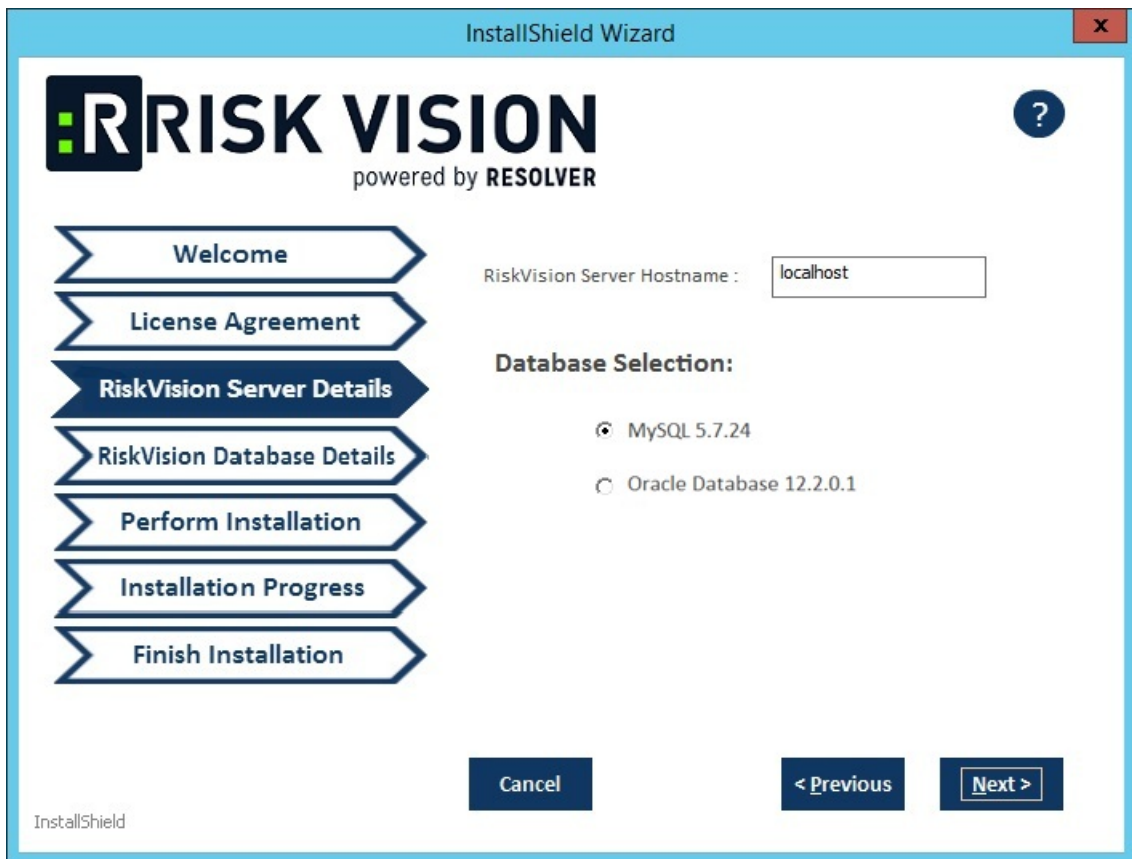 InstallShield Wizard
x
:R RISK VISION
powered by RESOLVER
?
Welcome
License Agreement
RiskVision Server Details
RiskVision Database Details
Perform Installation
Installation Progress
Finish Installation
RiskVision Server Hostname : localhost
Database Selection:
MySQL 5.7.24
Oracle Database 12.2.0.1
Cancel < Previous Next >
InstallShield